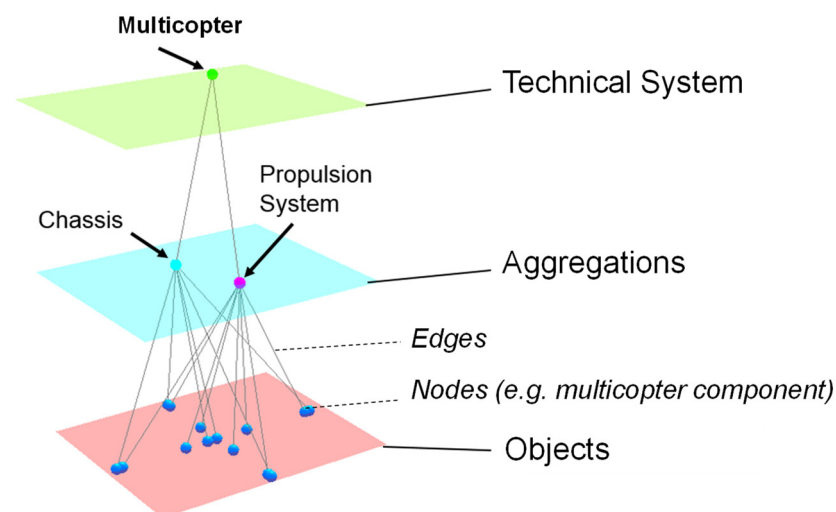 Multicopter
Technical System
Propulsion
System
Chassis
Aggregations
Edges
Nodes (e.g. multicopter component)
Objects